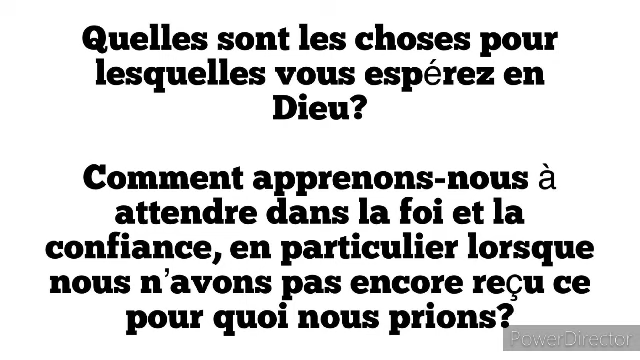 Quelles sont les choses pour
lesquelles vous espérez en
Dieu?
Comment apprenons-nous à
attendre dans la foi et la
confiance, en particulier lorsque
nous n'avons pas encore reçu ce
pour quoi nous prions?
PowerDirector